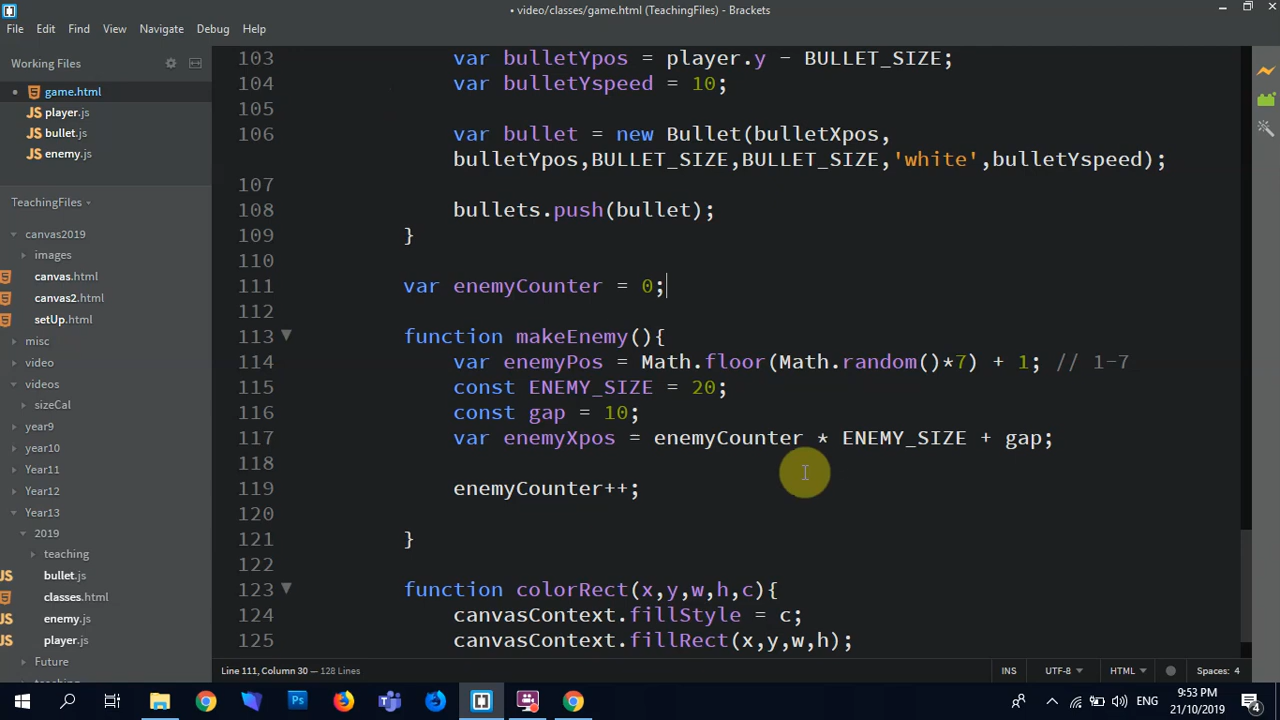 • video/classes/game.html (TeachingFiles) - Brackets
File Edit Find View Navigate Debug Help
Working Files
game.html
JS player.js
JS bullet.js
JS enemy.js
TeachingFiles
canvas2019
images
canvas.html
canvas2.html
setUp.html
misc
video
videos
sizeCal
year9
year10
Year11
Year12
Year13
2019
teaching
JS bullet.js
classes.html
JS enemy.js
JS player.js
Future
103 var bulletYpos = player.y - BULLET_SIZE;
104 var bulletYspeed = 10;
105
106 var bullet = new Bullet(bulletXpos,
bulletYpos,BULLET_SIZE,BULLET_SIZE,'white',bulletYspeed);
107
108 bullets.push(bullet);
109 }
110
111 var enemyCounter = 0;
112
113 function makeEnemy(){
114 var enemyPos = Math.floor(Math.random()*7) + 1; // 1-7
115 const ENEMY_SIZE = 20;
116 const gap = 10;
117 var enemyXpos = enemyCounter * ENEMY_SIZE + gap;
118
119 enemyCounter++;
120
121 }
122
123 function colorRect(x,y,w,h,c){
124 canvasContext.fillStyle = c;
125 canvasContext.fillRect(x,y,w,h);
Line 111, Column 30 — 128 Lines
INS UTF-8 HTML Spaces: 4
Ps
ENG
9:53 PM
21/10/2019
4